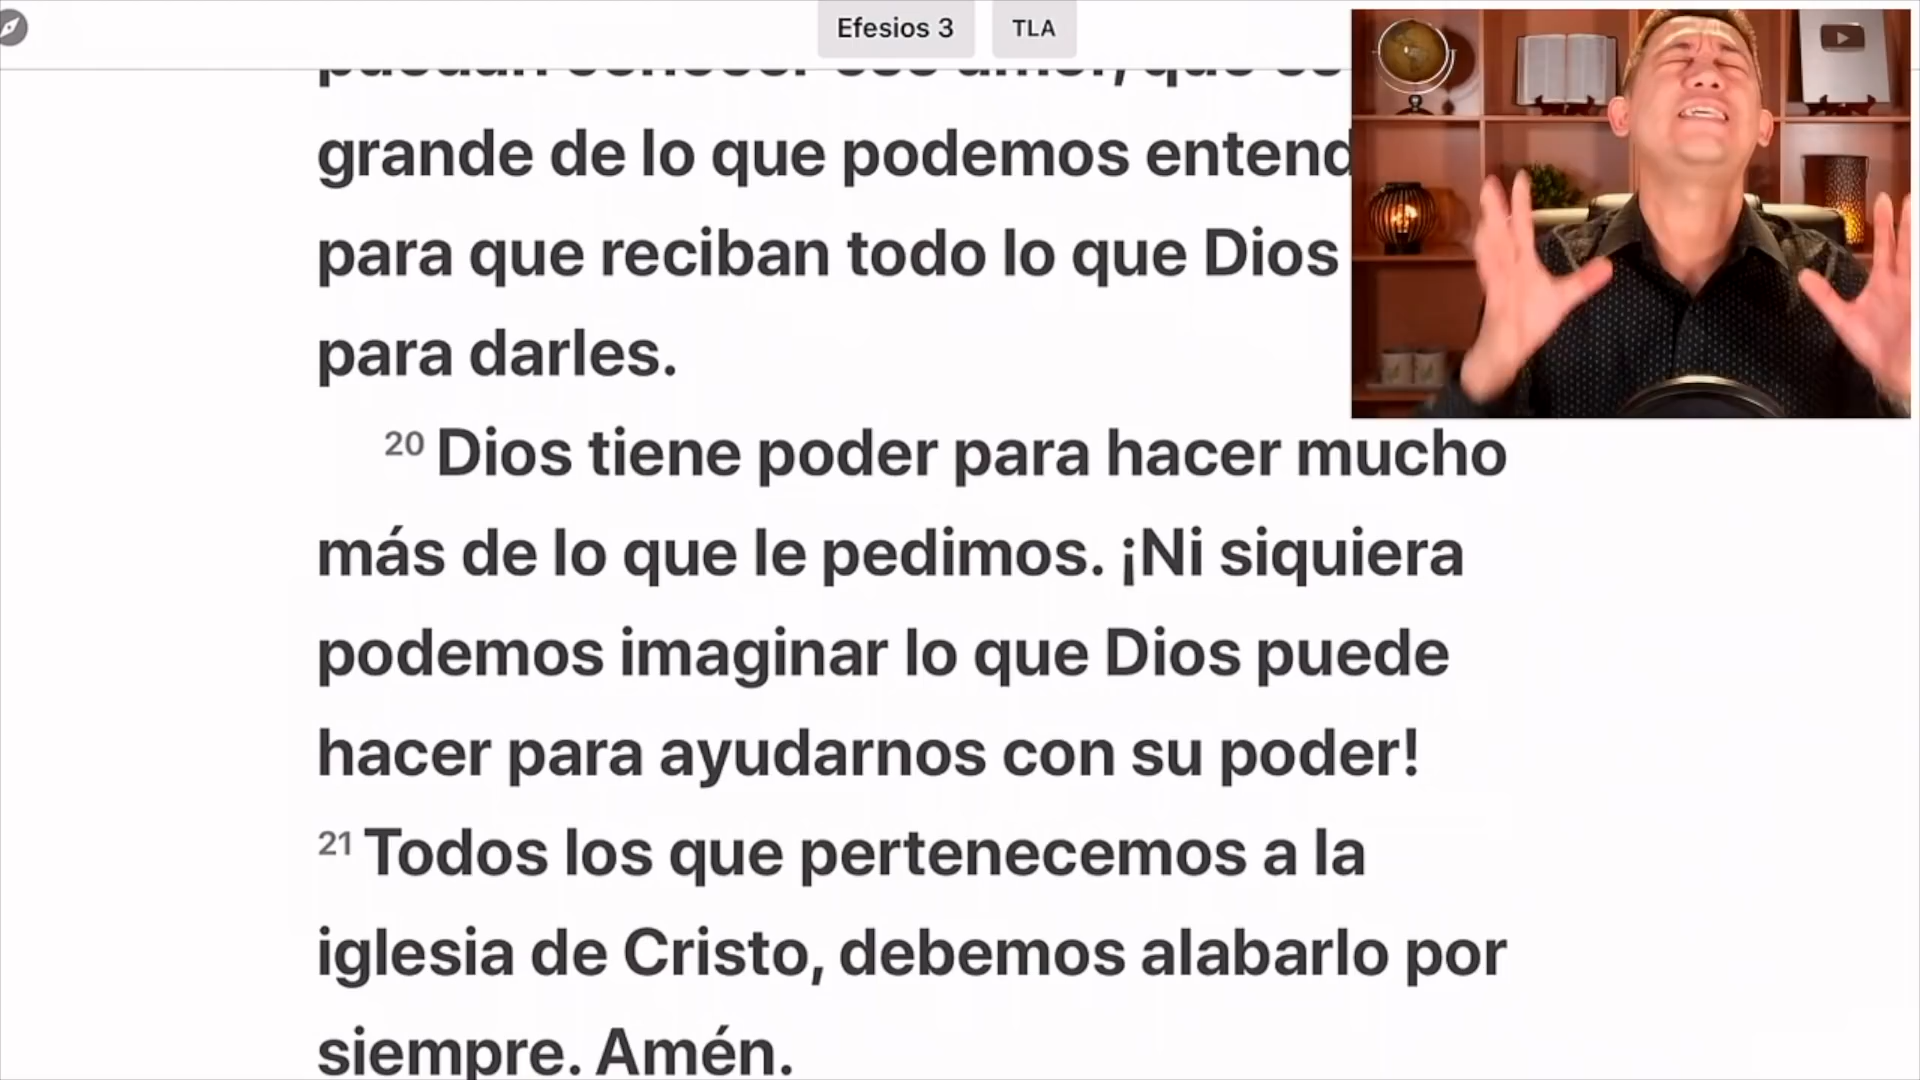 Efesios 3
TLA
grande de lo que podemos entend
para que reciban todo lo que Dios
para darles.
20 Dios tiene poder para hacer mucho
más de lo que le pedimos. ¡Ni siquiera
podemos imaginar lo que Dios puede
hacer para ayudarnos con su poder!
21 Todos los que pertenecemos a la
iglesia de Cristo, debemos alabarlo por
siempre. Amén.